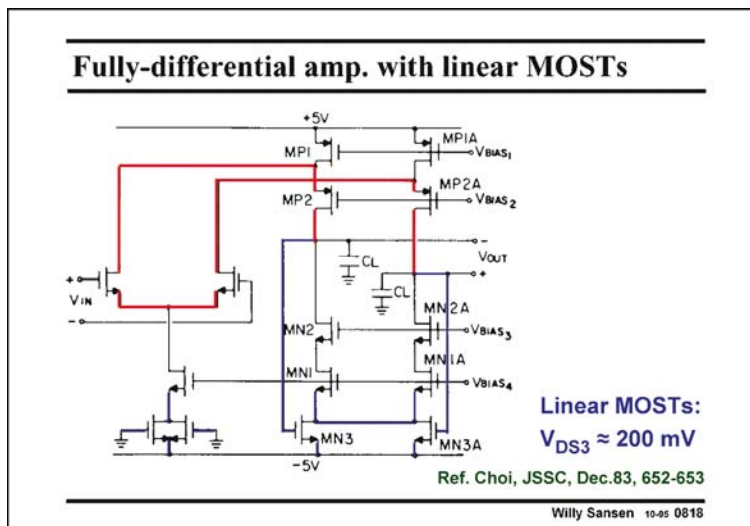 Fully-differential amp. with linear MOSTs
+5V
MP1
MP1A
VBIAS1
MP2
MP2A
VBIAS2
−
VOUT
+
CL
CL
+
VIN
−
MN2
MN2A
VBIAS3
MN1
MN1A
VBIAS4
MN3
MN3A
−5V
Linear MOSTs:
VDS3 ≈ 200 mV
Ref. Choi, JSSC, Dec.83, 652-653
Willy Sansen 10-05 0818